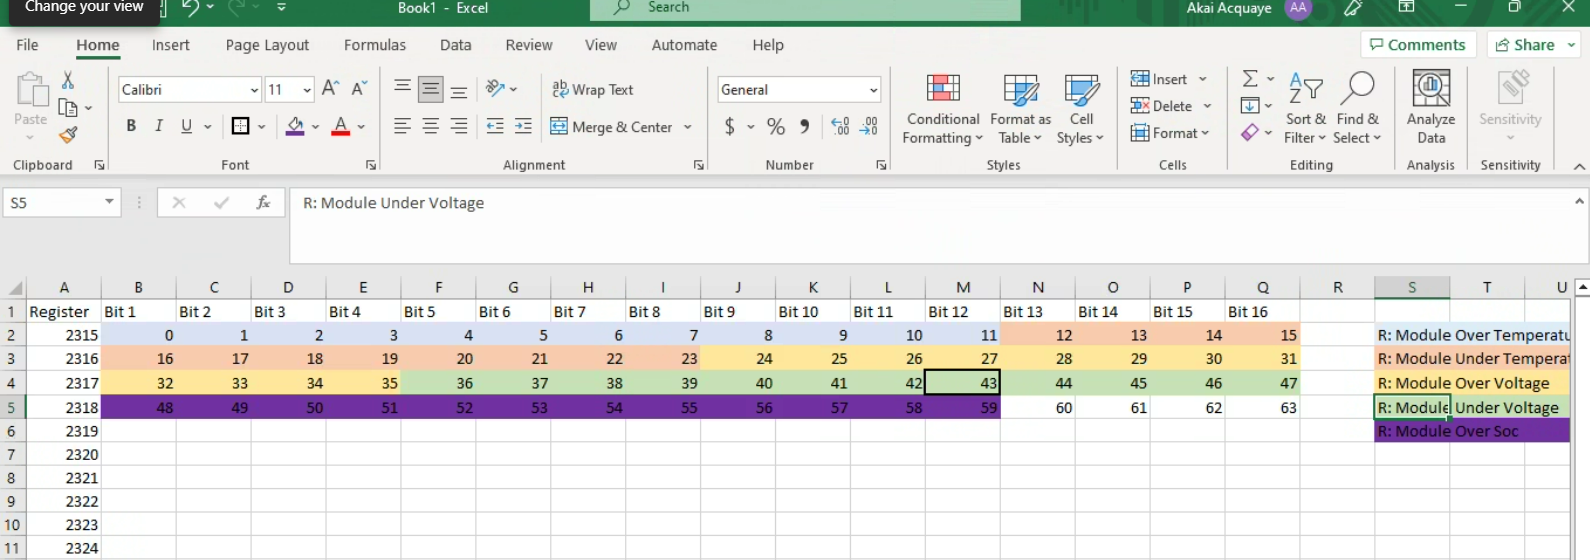 Change your view
Book1 - Excel
Search
Akai Acquaye AA
File Home Insert Page Layout Formulas Data Review View Automate Help Comments Share
Paste
Calibri 11 A^ A˅
B I U A
ab Wrap Text
Merge & Center
General
$ % 9 .00 .00
Conditional Formatting
Format as Table
Cell Styles
Insert
Delete
Format
Sort & Filter
Find & Select
Analyze Data
Sensitivity
Clipboard Font Alignment Number Styles Cells Editing Analysis Sensitivity
S5 fx R: Module Under Voltage
A B C D E F G H I J K L M N O P Q R S T U
1 Register Bit 1 Bit 2 Bit 3 Bit 4 Bit 5 Bit 6 Bit 7 Bit 8 Bit 9 Bit 10 Bit 11 Bit 12 Bit 13 Bit 14 Bit 15 Bit 16
2 2315 0 1 2 3 4 5 6 7 8 9 10 11 12 13 14 15 R: Module Over Temperatu
3 2316 16 17 18 19 20 21 22 23 24 25 26 27 28 29 30 31 R: Module Under Temperat
4 2317 32 33 34 35 36 37 38 39 40 41 42 43 44 45 46 47 R: Module Over Voltage
5 2318 48 49 50 51 52 53 54 55 56 57 58 59 60 61 62 63 R: Module Under Voltage
6 2319 R: Module Over Soc
7 2320
8 2321
9 2322
10 2323
11 2324